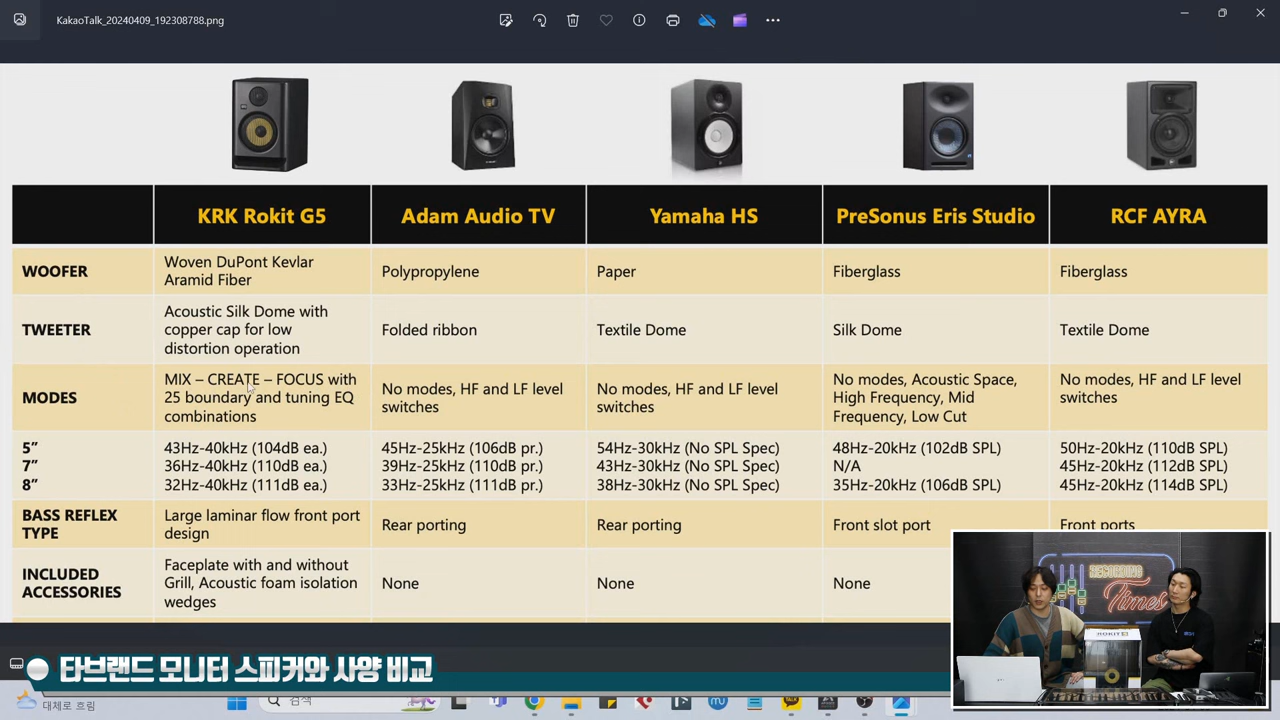 KakaoTalk_20240409_192308788.png
KRK Rokit G5
Adam Audio TV
Yamaha HS
PreSonus Eris Studio
RCF AYRA
WOOFER
Woven DuPont Kevlar
Aramid Fiber
Polypropylene
Paper
Fiberglass
Fiberglass
TWEETER
Acoustic Silk Dome with
copper cap for low
distortion operation
Folded ribbon
Textile Dome
Silk Dome
Textile Dome
MODES
MIX – CREATE – FOCUS with
25 boundary and tuning EQ
combinations
No modes, HF and LF level
switches
No modes, HF and LF level
switches
No modes, Acoustic Space,
High Frequency, Mid
Frequency, Low Cut
No modes, HF and LF level
switches
5”
7”
8”
43Hz-40kHz (104dB ea.)
36Hz-40kHz (110dB ea.)
32Hz-40kHz (111dB ea.)
45Hz-25kHz (106dB pr.)
39Hz-25kHz (110dB pr.)
33Hz-25kHz (111dB pr.)
54Hz-30kHz (No SPL Spec)
43Hz-30kHz (No SPL Spec)
38Hz-30kHz (No SPL Spec)
48Hz-20kHz (102dB SPL)
N/A
35Hz-20kHz (106dB SPL)
50Hz-20kHz (110dB SPL)
45Hz-20kHz (112dB SPL)
45Hz-20kHz (114dB SPL)
BASS REFLEX
TYPE
Large laminar flow front port
design
Rear porting
Rear porting
Front slot port
Front ports
INCLUDED
ACCESSORIES
Faceplate with and without
Grill, Acoustic foam isolation
wedges
None
None
None
RECORDING
Times
ROKIT
타브랜드 모니터 스피커와 사양 비교
대체로 흐림
검색